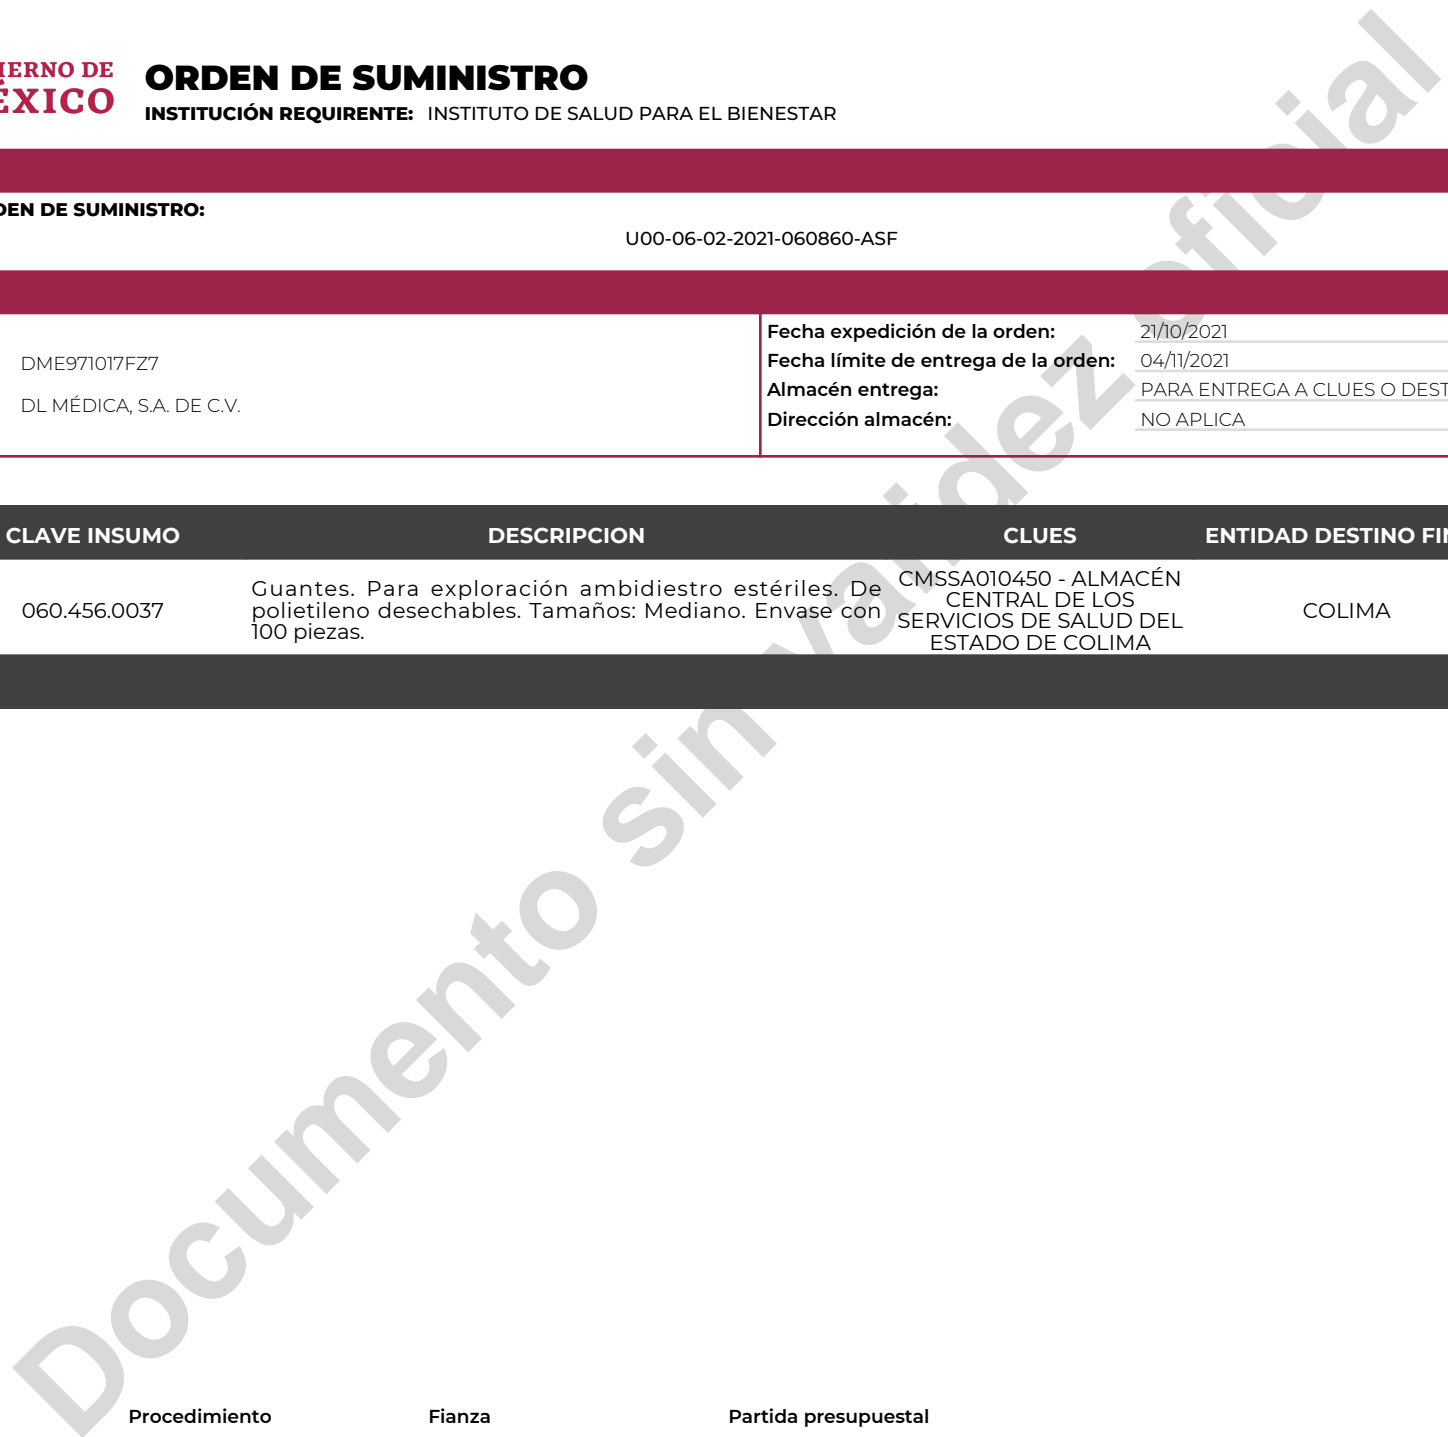 IERNO DE
ÉXICO
ORDEN DE SUMINISTRO
INSTITUCIÓN REQUIRENTE: INSTITUTO DE SALUD PARA EL BIENESTAR
DEN DE SUMINISTRO:
U00-06-02-2021-060860-ASF
DME971017FZ7
DL MÉDICA, S.A. DE C.V.
Fecha expedición de la orden: 21/10/2021
Fecha límite de entrega de la orden: 04/11/2021
Almacén entrega: PARA ENTREGA A CLUES O DEST
Dirección almacén: NO APLICA
CLAVE INSUMO DESCRIPCION CLUES ENTIDAD DESTINO FIN
060.456.0037
Guantes. Para exploración ambidiestro estériles. De
polietileno desechables. Tamaños: Mediano. Envase con
100 piezas.
CMSSA010450 - ALMACÉN
CENTRAL DE LOS
SERVICIOS DE SALUD DEL
ESTADO DE COLIMA
COLIMA
Documento sin validez oficial
Procedimiento Fianza Partida presupuestal